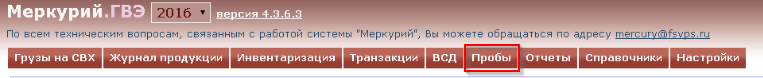 Меркурий.ГВЭ 2016 версия 4.3.6.3
По всем техническим вопросам, связанным с работой системы "Меркурий", Вы можете обращаться по адресу mercury@fsvps.ru
Грузы на СВХ Журнал продукции Инвентаризация Транзакции ВСД Пробы Отчеты Справочники Настройки